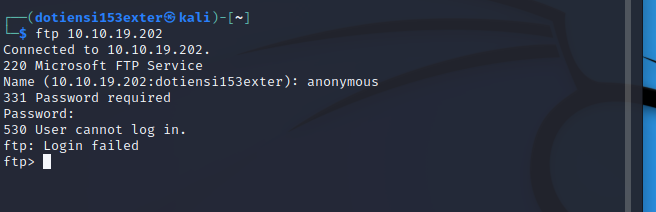 ┌──(dotiensi153exter㉿kali)-[~]
└─$ ftp 10.10.19.202
Connected to 10.10.19.202.
220 Microsoft FTP Service
Name (10.10.19.202:dotiensi153exter): anonymous
331 Password required
Password:
530 User cannot log in.
ftp: Login failed
ftp>